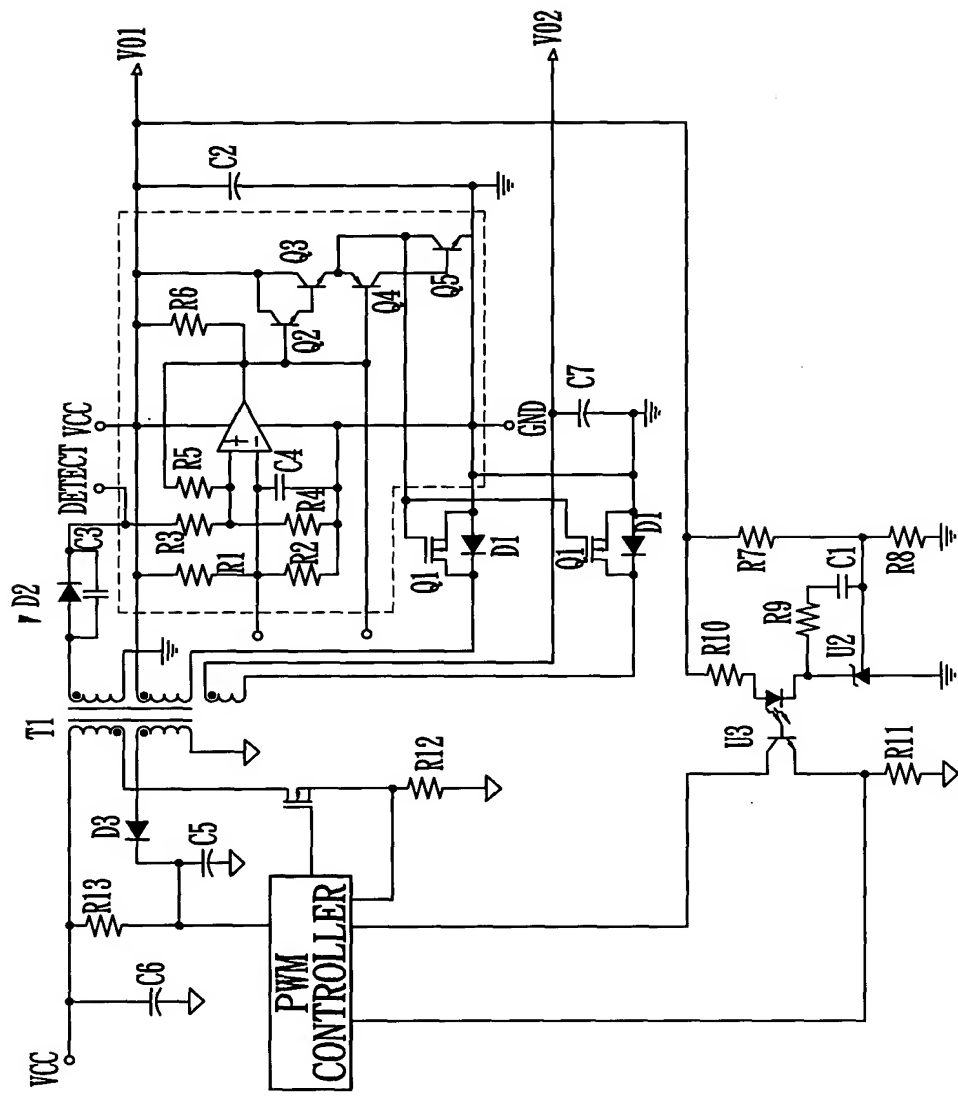 VO1
VO2
C2
Q3
R6
Q2
Q4
Q5
DETECT
VCC
GND
C7
D2
C3
R5
C4
R3
R4
R1
R2
+
-
Q1
D1
Q1
D1
T1
D3
C5
R13
C6
VCC
PWM
CONTROLLER
R12
R7
R8
C1
R9
R10
U2
U3
R11